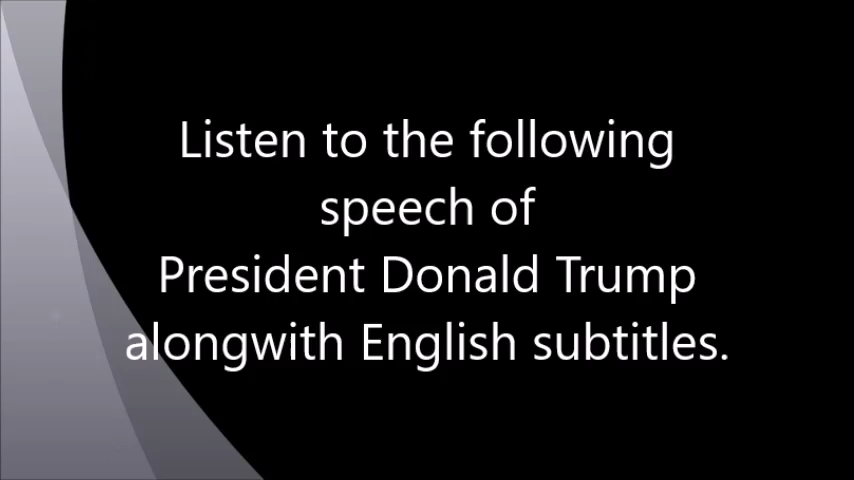 Listen to the following
speech of
President Donald Trump
alongwith English subtitles.